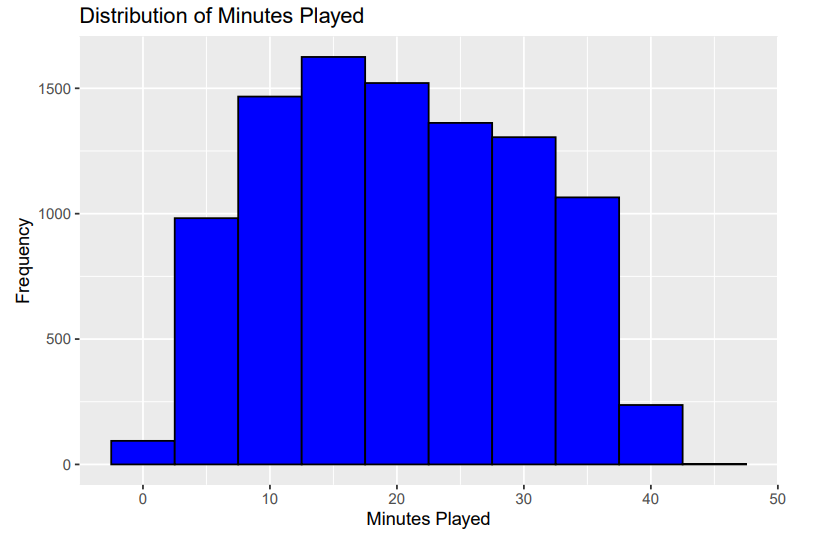 Distribution of Minutes Played
Frequency
1500
1000
500
0
0 10 20 30 40 50
Minutes Played